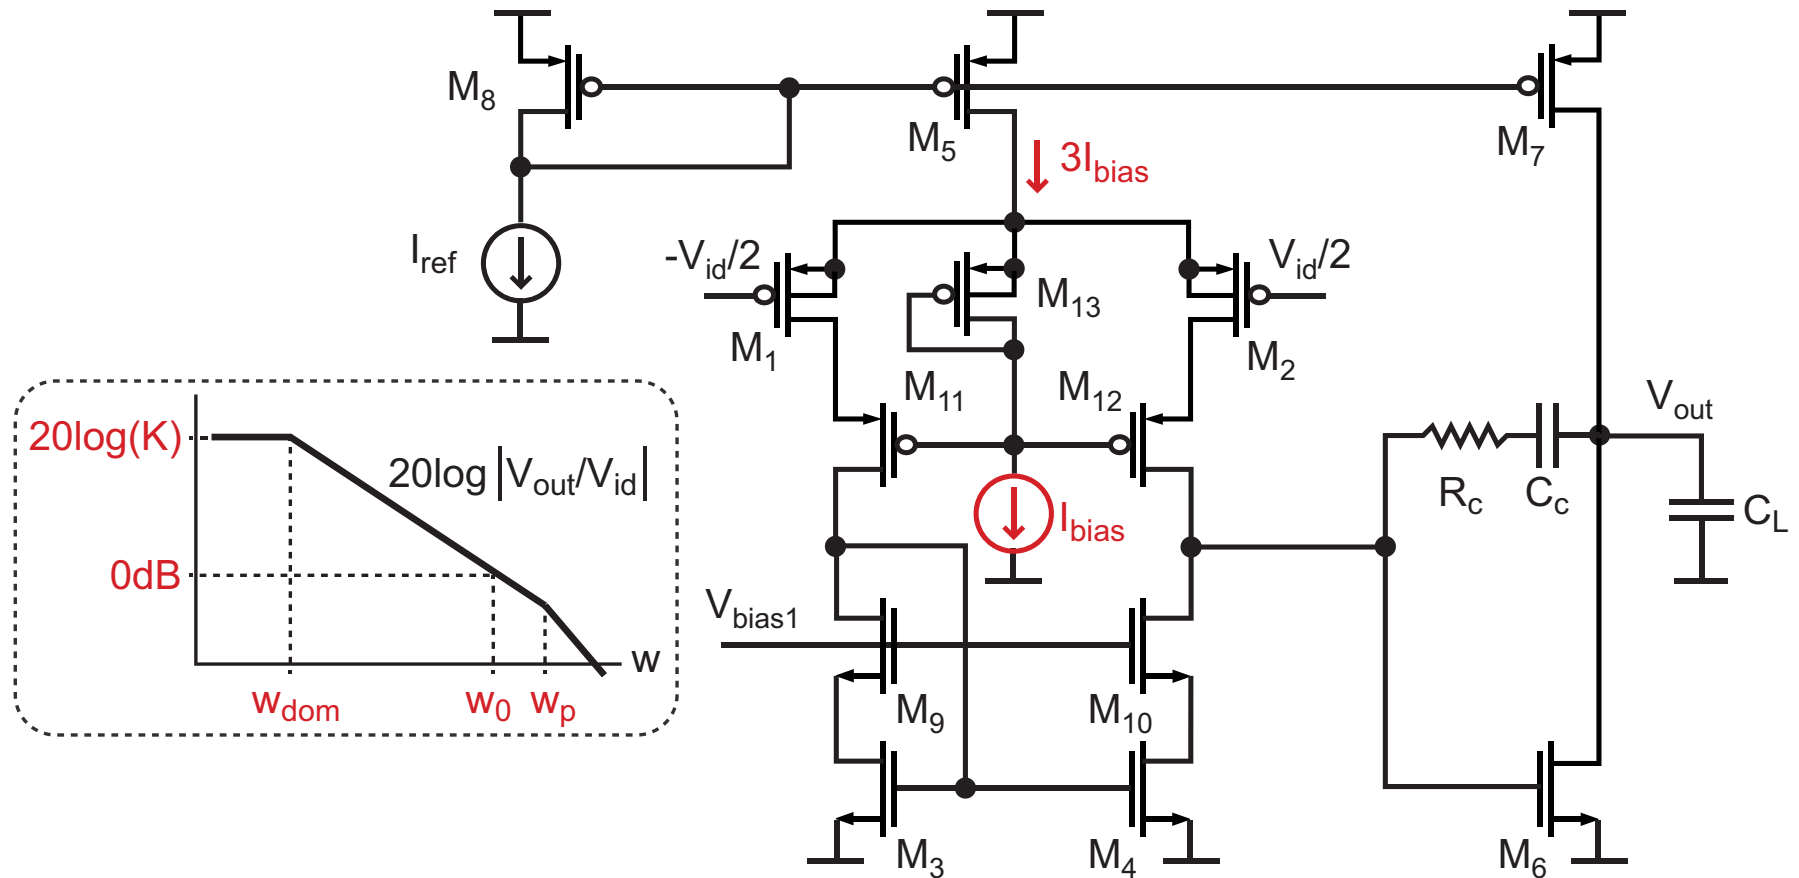 M8
M5
M7
3Ibias
Iref
-Vid/2
Vid/2
M13
M1
M2
M11
M12
Vout
20log(K)
20log|Vout/Vid|
Rc
Cc
CL
Ibias
0dB
Vbias1
w
wdom
w0
wp
M9
M10
M3
M4
M6